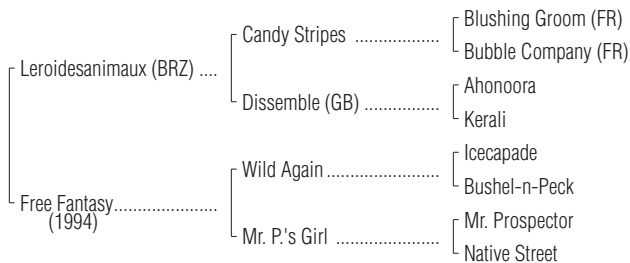 Blushing Groom (FR)
Candy Stripes ..................
Bubble Company (FR)
Leroidesanimaux (BRZ) ....
Ahonoora
Dissemble (GB) ................
Kerali
Icecapade
Wild Again ........................
Bushel-n-Peck
Free Fantasy......................
(1994)
Mr. Prospector
Mr. P.'s Girl ......................
Native Street